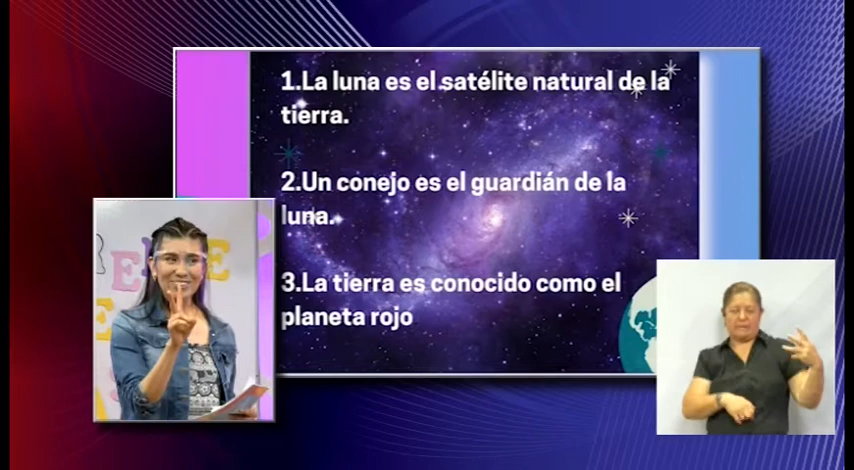 1.La luna es el satélite natural de la
tierra.
2.Un conejo es el guardián de la
luna.
3.La tierra es conocido como el
planeta rojo